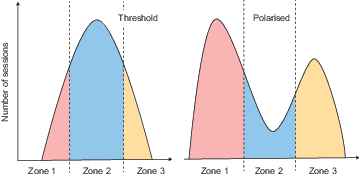 Threshold
Polarised
Number of sessions
Zone 1
Zone 2
Zone 3
Zone 1
Zone 2
Zone 3